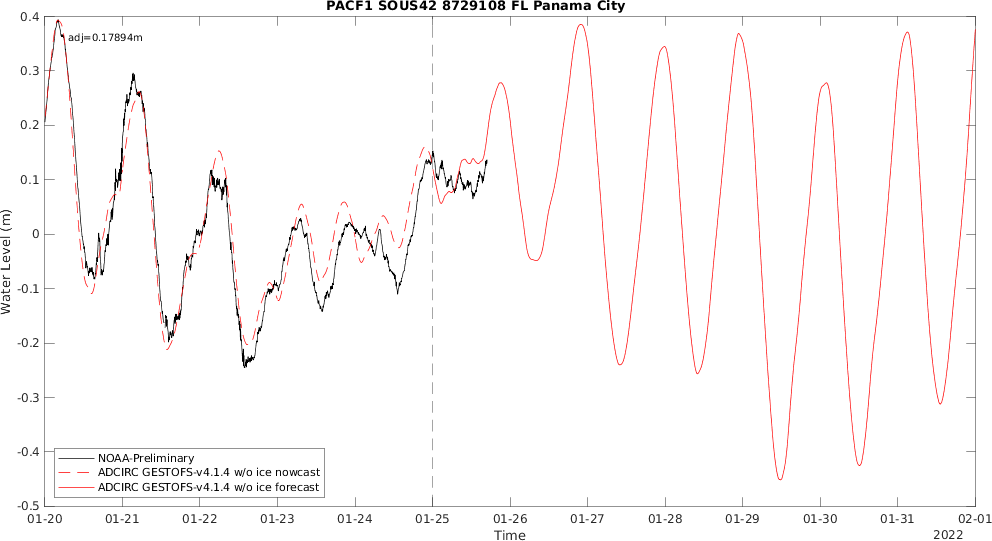 PACF1 SOUS42 8729108 FL Panama City
adj=0.17894m
0.4
0.3
0.2
0.1
0
-0.1
-0.2
-0.3
-0.4
-0.5
Water Level (m)
NOAA-Preliminary
ADCIRC GESTOFS-v4.1.4 w/o ice nowcast
ADCIRC GESTOFS-v4.1.4 w/o ice forecast
01-20 01-21 01-22 01-23 01-24 01-25 01-26 01-27 01-28 01-29 01-30 01-31 02-01
Time
2022